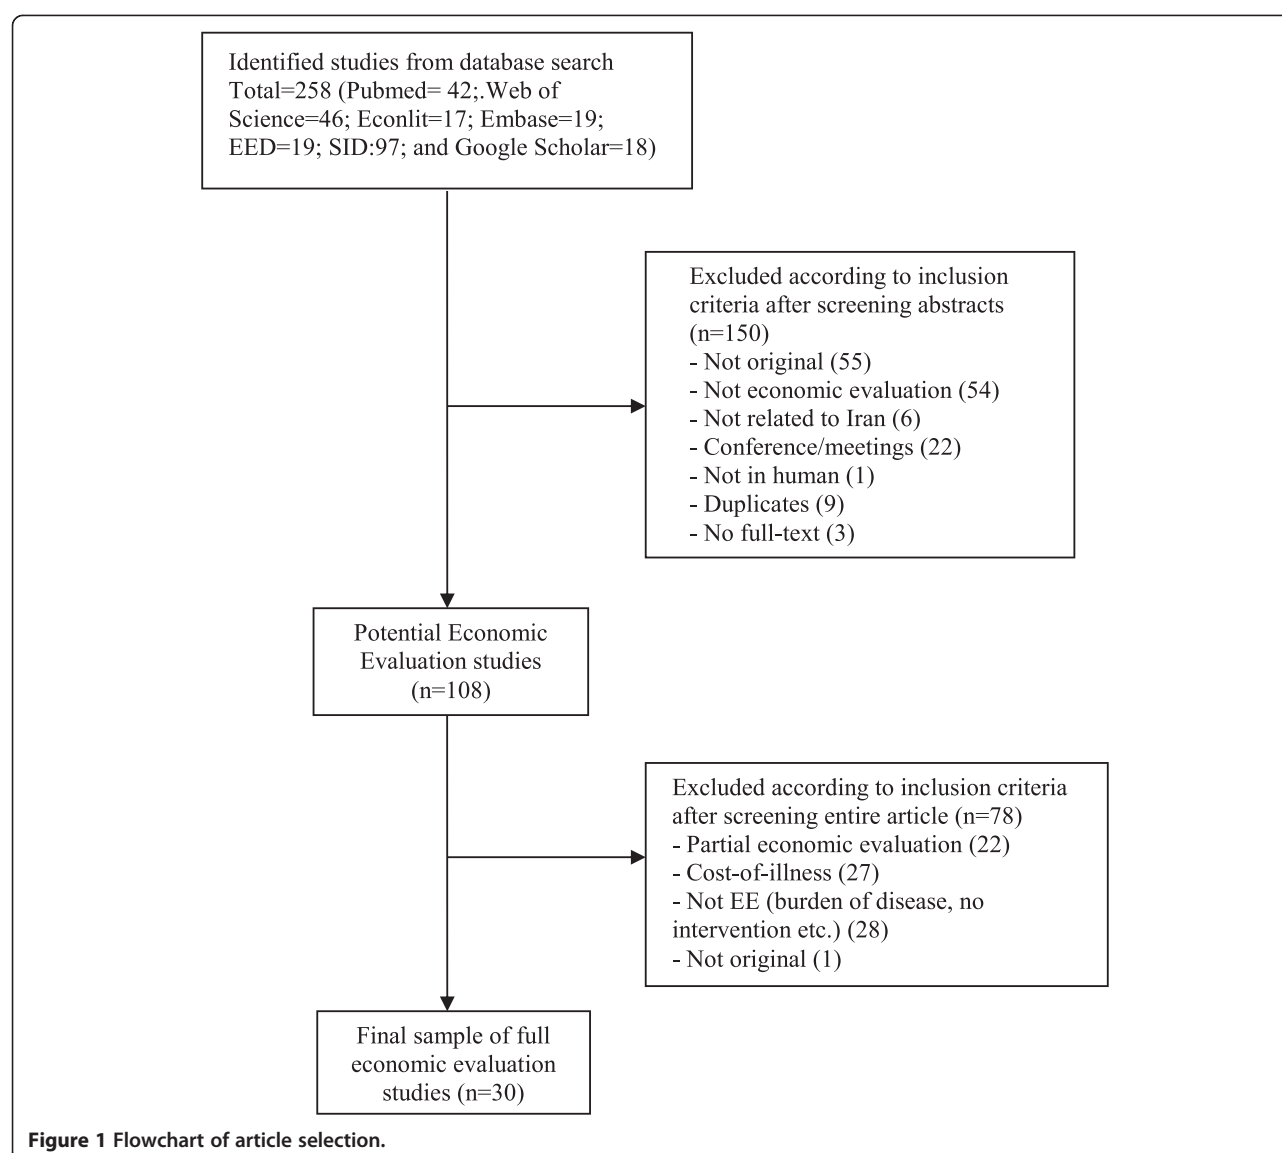 Identified studies from database search
Total=258 (Pubmed= 42;.Web of
Science=46; Econlit=17; Embase=19;
EED=19; SID:97; and Google Scholar=18)
Excluded according to inclusion
criteria after screening abstracts
(n=150)
- Not original (55)
- Not economic evaluation (54)
- Not related to Iran (6)
- Conference/meetings (22)
- Not in human (1)
- Duplicates (9)
- No full-text (3)
Potential Economic
Evaluation studies
(n=108)
Excluded according to inclusion criteria
after screening entire article (n=78)
- Partial economic evaluation (22)
- Cost-of-illness (27)
- Not EE (burden of disease, no
intervention etc.) (28)
- Not original (1)
Final sample of full
economic evaluation
studies (n=30)
Figure 1 Flowchart of article selection.